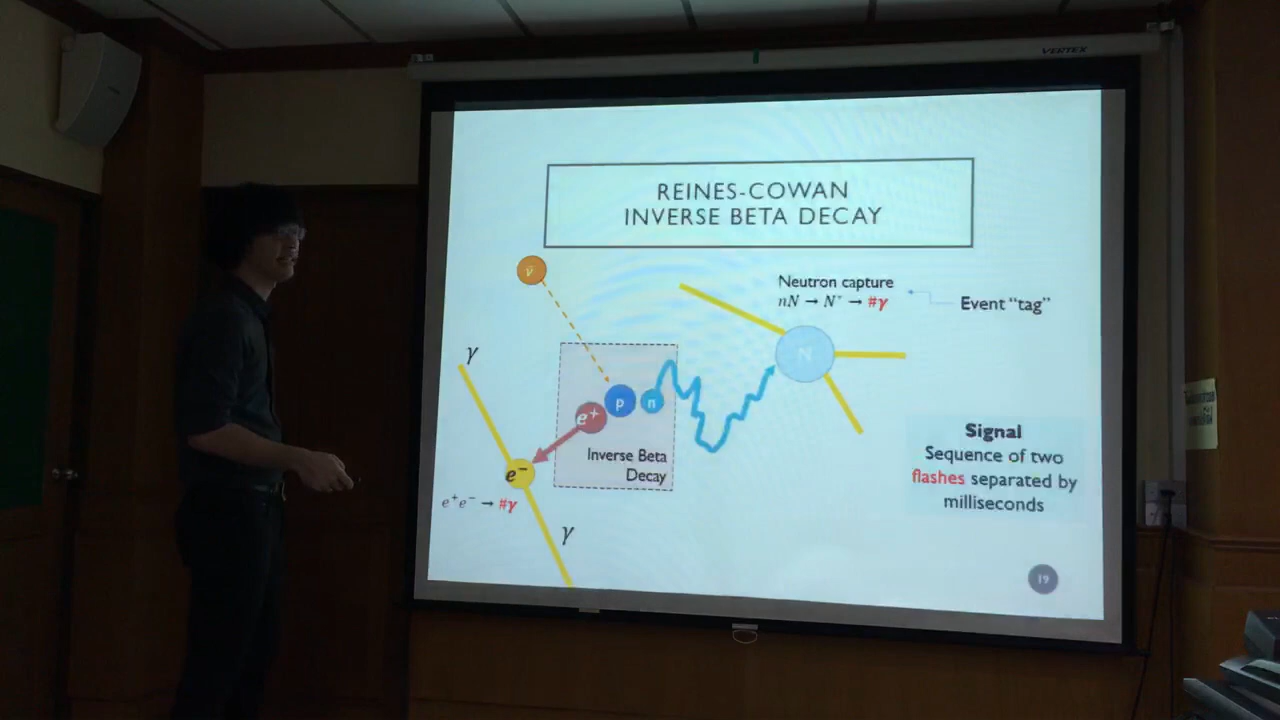 VERTEX
REINES-COWAN
INVERSE BETA DECAY
ν̄
Neutron capture
nN → N* → #γ
Event “tag”
γ
N
p
n
e⁺
Inverse Beta
Decay
e⁻
e⁺e⁻ → #γ
γ
Signal
Sequence of two
flashes separated by
milliseconds
19